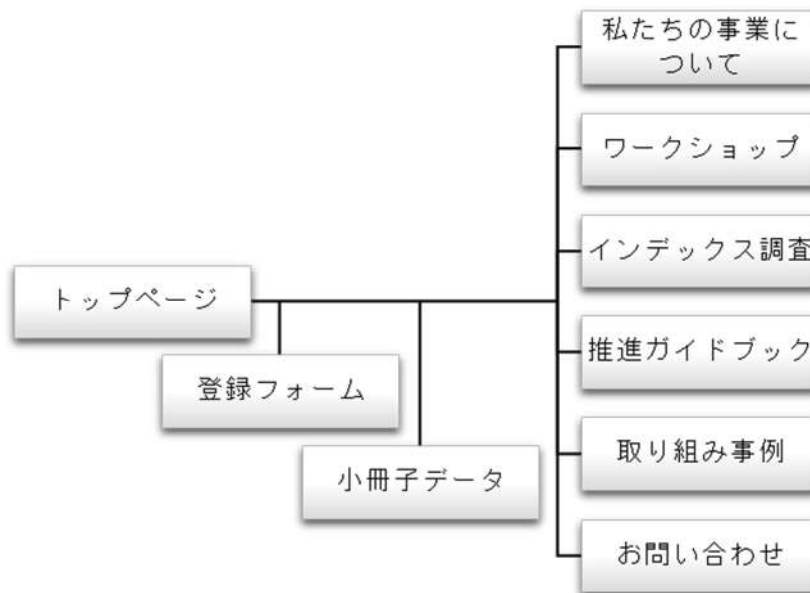 私たちの事業に
ついて
ワークショップ
インデックス調査
トップページ
推進ガイドブック
登録フォーム
取り組み事例
小冊子データ
お問い合わせ